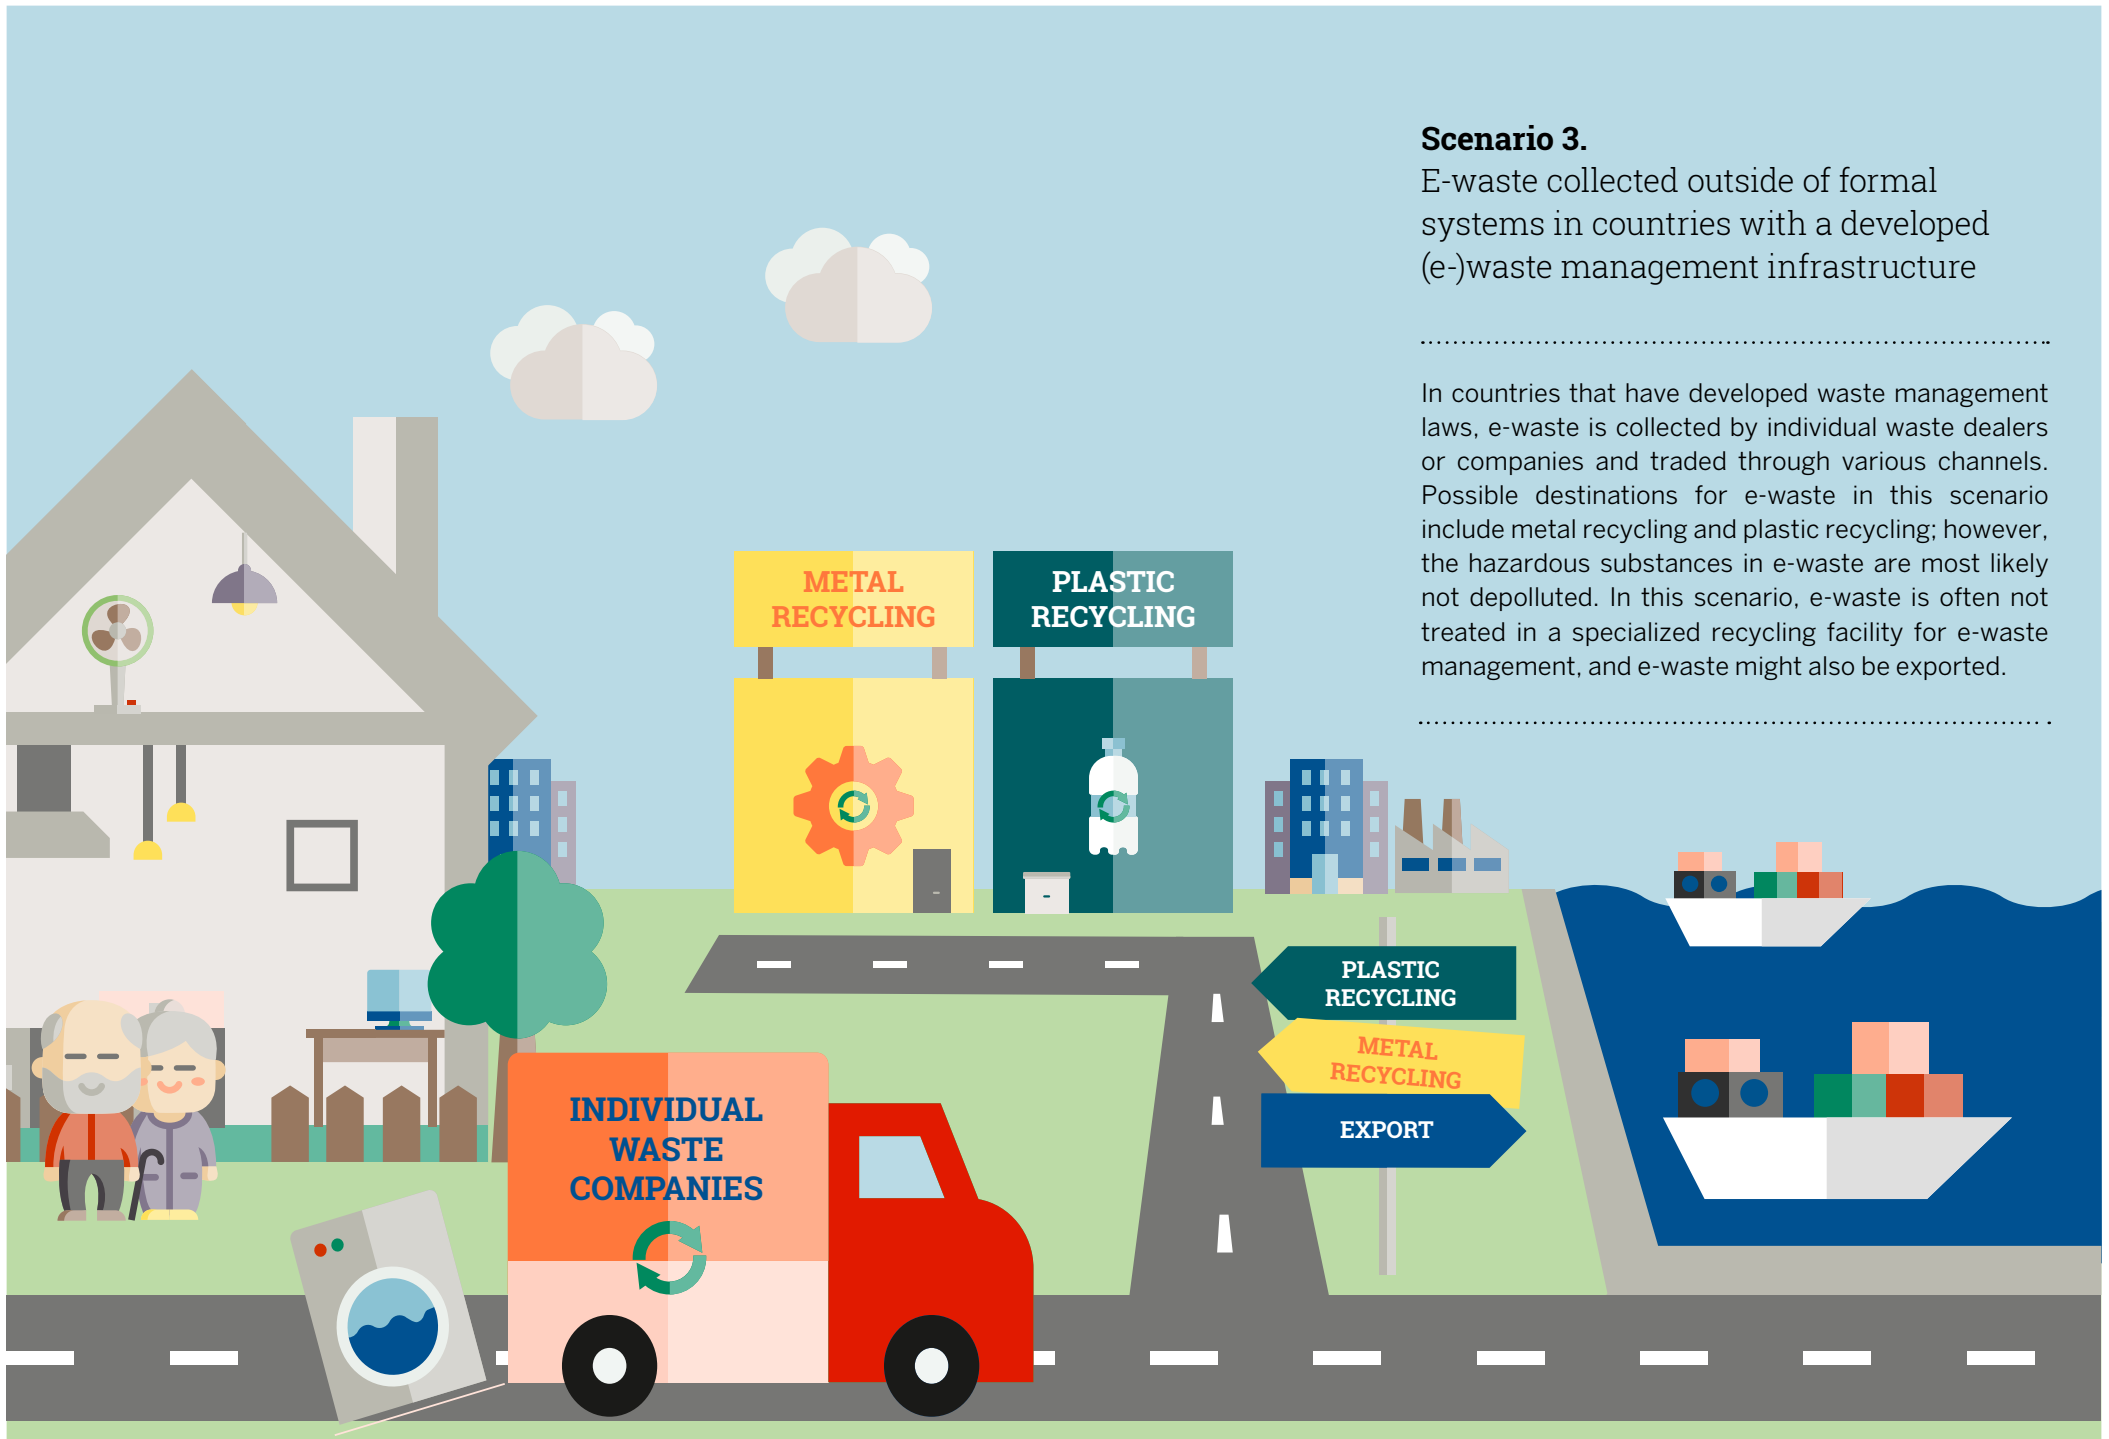 Scenario 3.
E-waste collected outside of formal
systems in countries with a developed
(e-)waste management infrastructure
In countries that have developed waste management
laws, e-waste is collected by individual waste dealers
or companies and traded through various channels.
Possible destinations for e-waste in this scenario
include metal recycling and plastic recycling; however,
the hazardous substances in e-waste are most likely
not depolluted. In this scenario, e-waste is often not
treated in a specialized recycling facility for e-waste
management, and e-waste might also be exported.
METAL
RECYCLING
PLASTIC
RECYCLING
PLASTIC
RECYCLING
METAL
RECYCLING
EXPORT
INDIVIDUAL
WASTE
COMPANIES